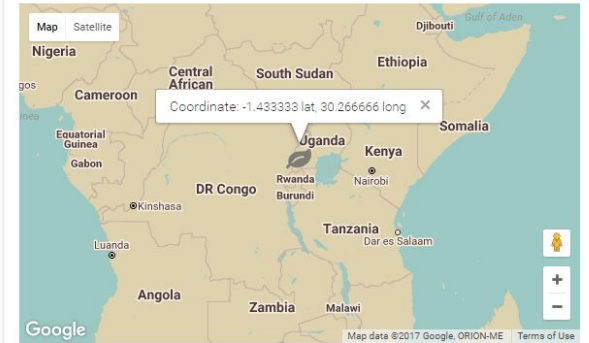 Map Satellite
Gulf of Aden
Djibouti
Nigeria
Ethiopia
Central
African
South Sudan
gos
Cameroon
Coordinate: -1.433333 lat, 30.266666 long ×
inea
Equatorial
Guinea
Uganda
Somalia
Kenya
Gabon
Rwanda
Nairobi
DR Congo
Burundi
Kinshasa
Tanzania
Dar es Salaam
Luanda
Angola
Zambia
Malawi
+
−
Google
Map data ©2017 Google, ORION-ME Terms of Use